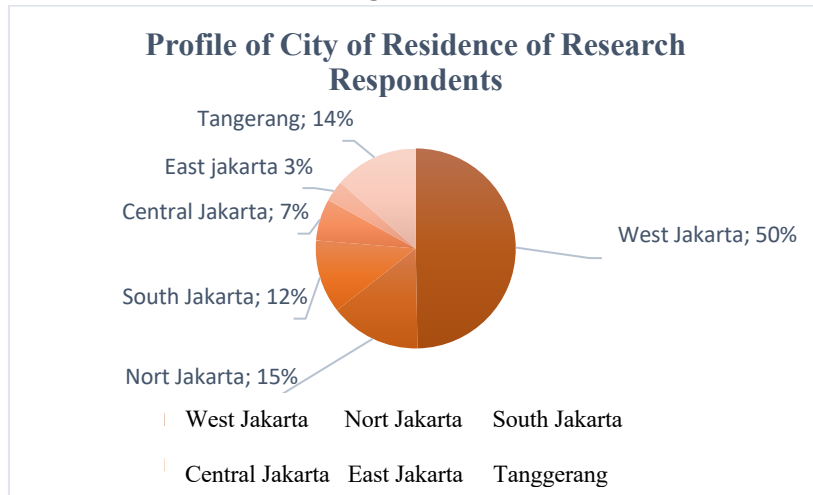 Profile of City of Residence of Research
Respondents
Tangerang; 14%
East jakarta 3%
Central Jakarta; 7%
West Jakarta; 50%
South Jakarta; 12%
Nort Jakarta; 15%
West Jakarta Nort Jakarta South Jakarta
Central Jakarta East Jakarta Tanggerang